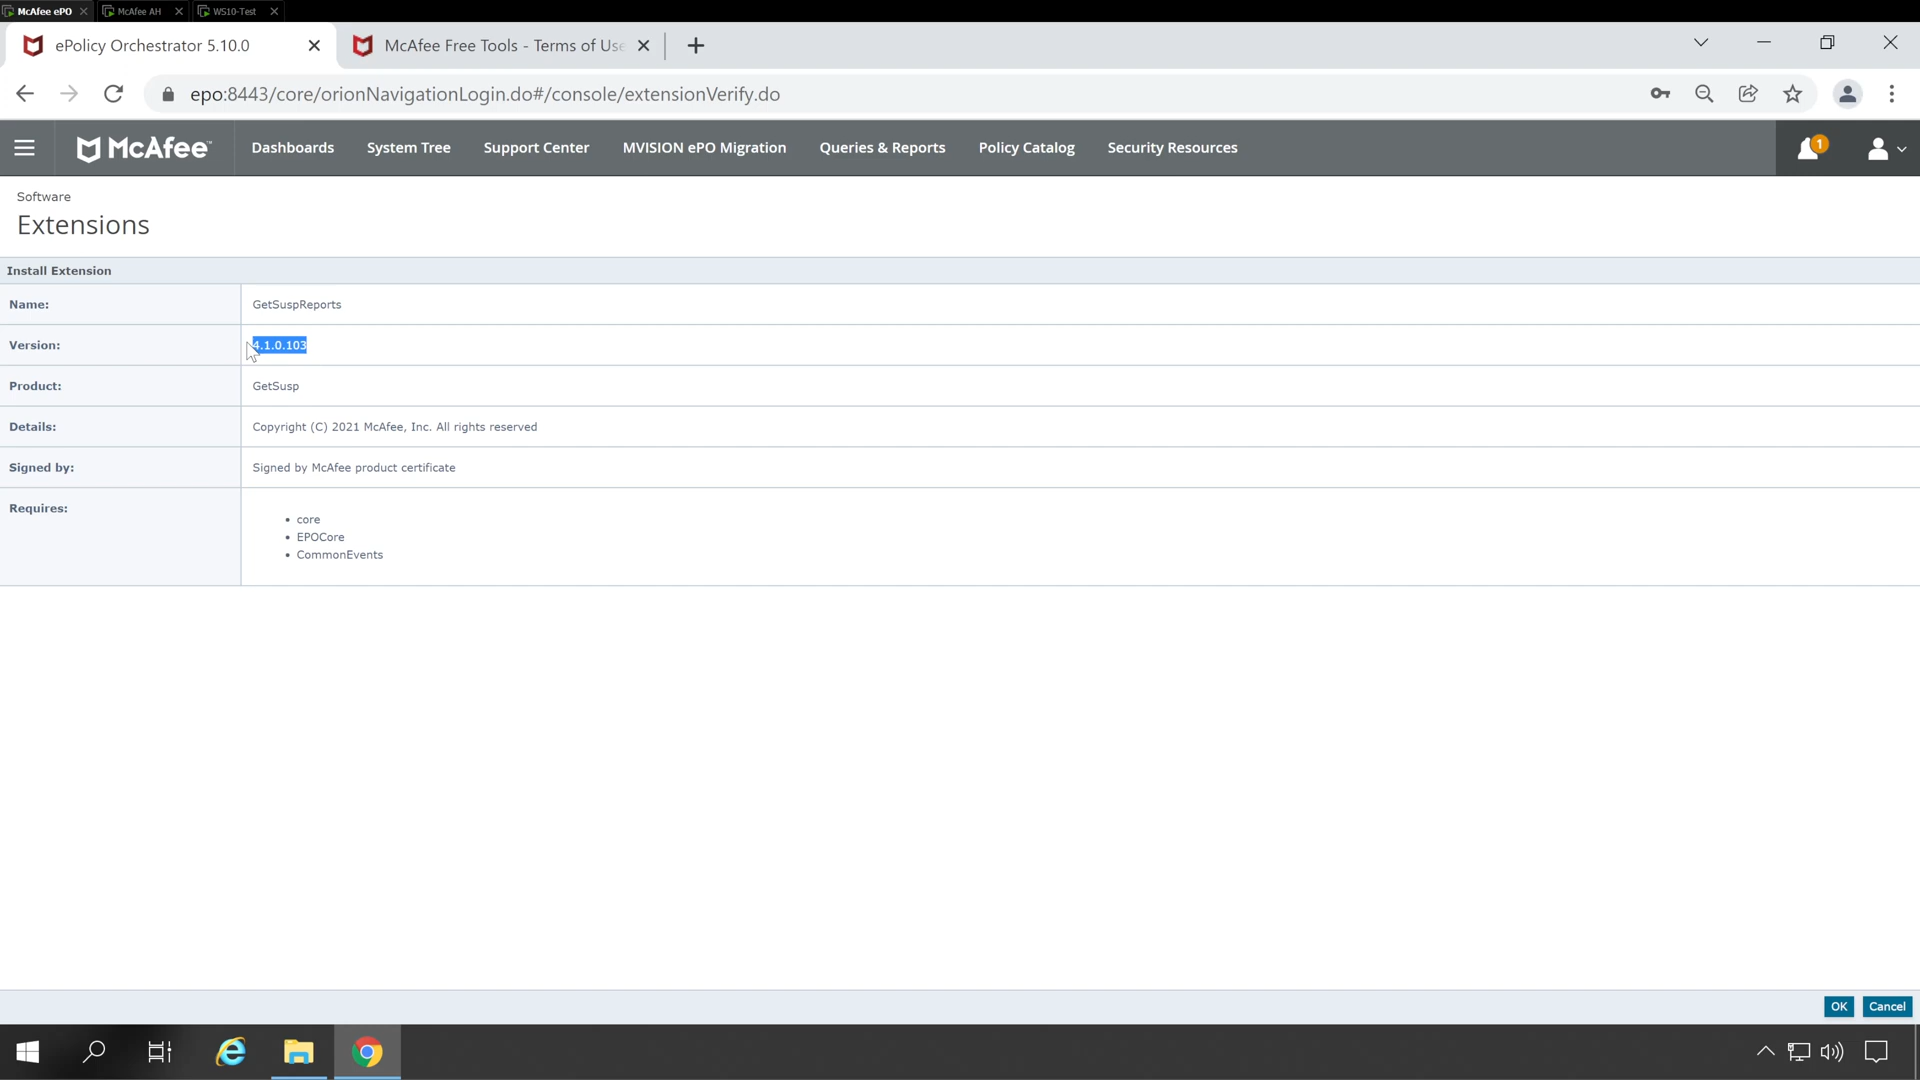 McAfee ePO
McAfee AH
WS10-Test
ePolicy Orchestrator 5.10.0
McAfee Free Tools - Terms of Use
epo:8443/core/orionNavigationLogin.do#/console/extensionVerify.do
McAfee™
Dashboards
System Tree
Support Center
MVISION ePO Migration
Queries & Reports
Policy Catalog
Security Resources
1
Software
Extensions
Install Extension
Name: GetSuspReports
Version: 4.1.0.103
Product: GetSusp
Details: Copyright (C) 2021 McAfee, Inc. All rights reserved
Signed by: Signed by McAfee product certificate
Requires:
• core
• EPOCore
• CommonEvents
OK
Cancel